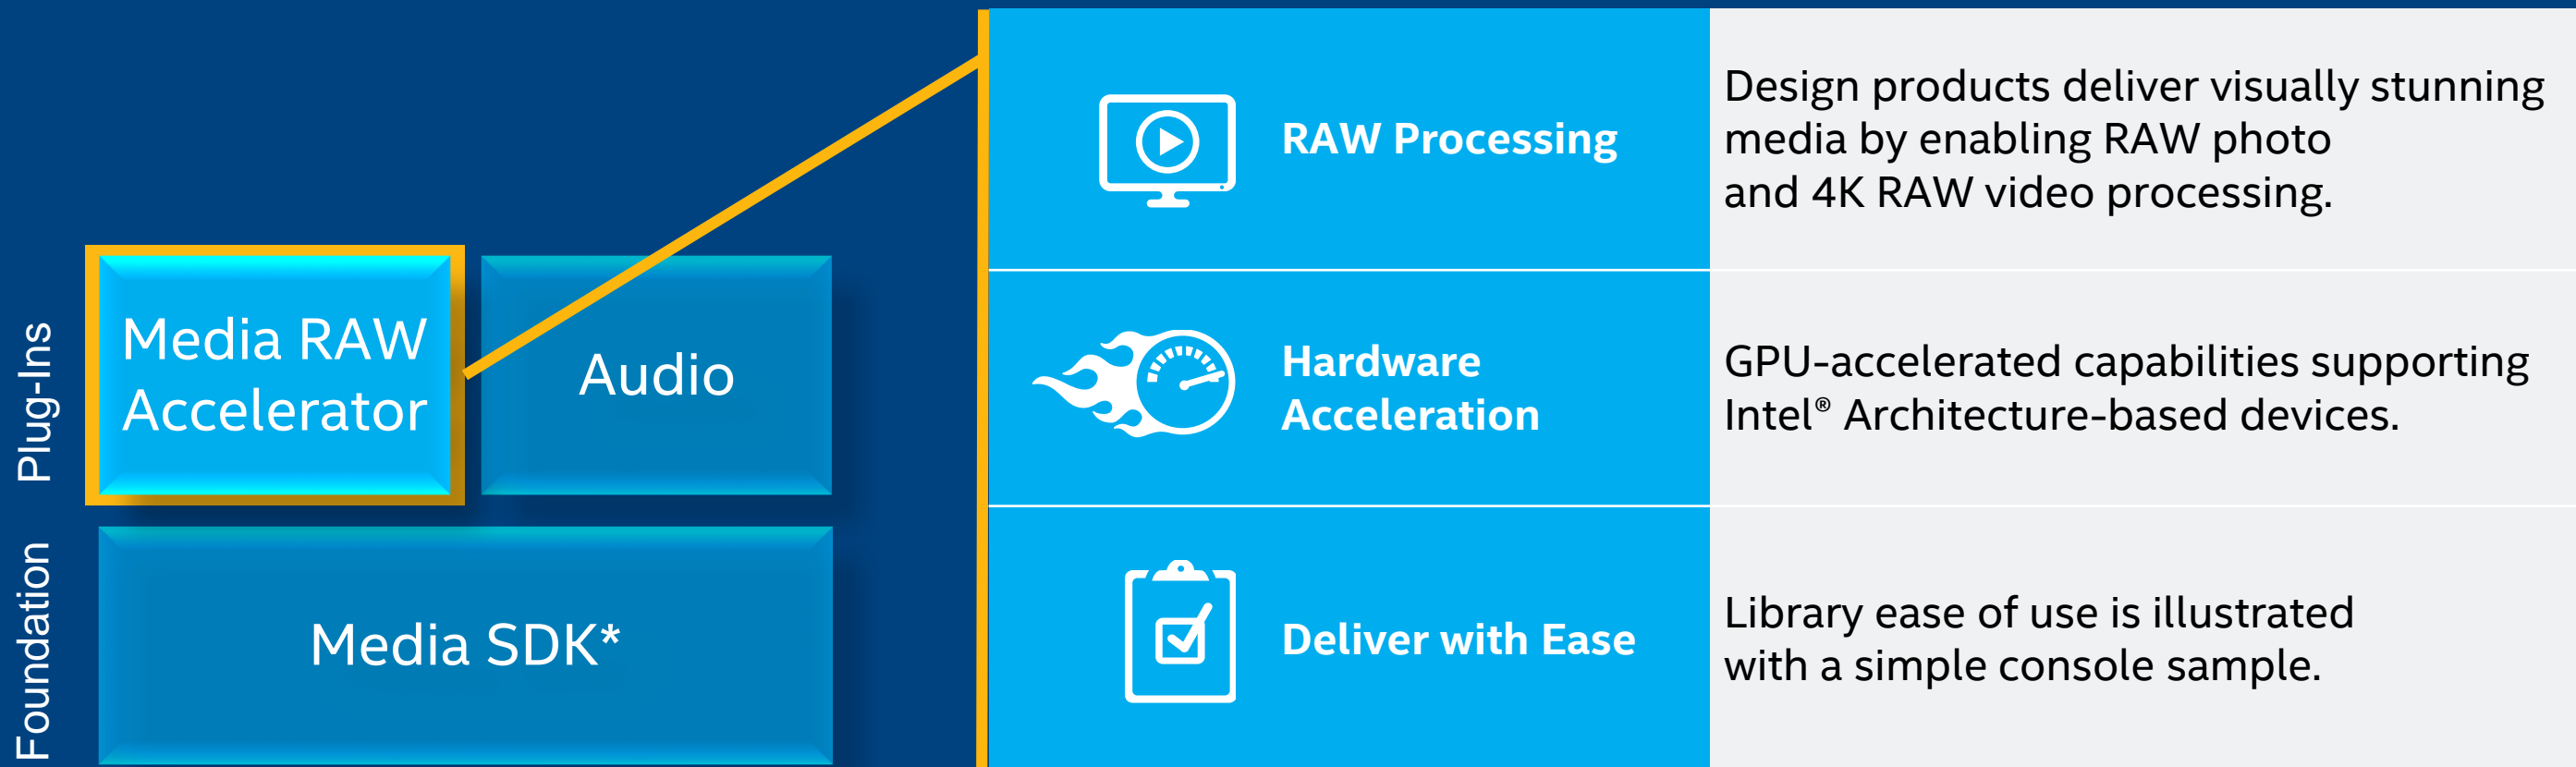 Plug-Ins
Media RAW
Accelerator
Audio
Foundation
Media SDK*
RAW Processing
Design products deliver visually stunning
media by enabling RAW photo
and 4K RAW video processing.
Hardware
Acceleration
GPU-accelerated capabilities supporting
Intel® Architecture-based devices.
Deliver with Ease
Library ease of use is illustrated
with a simple console sample.